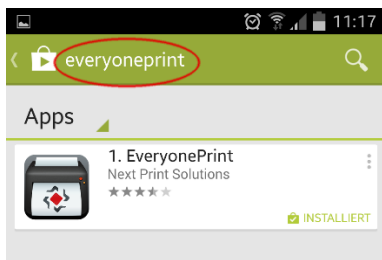 11:17
everyoneprint
Apps
1. EveryonePrint
Next Print Solutions
INSTALLIERT